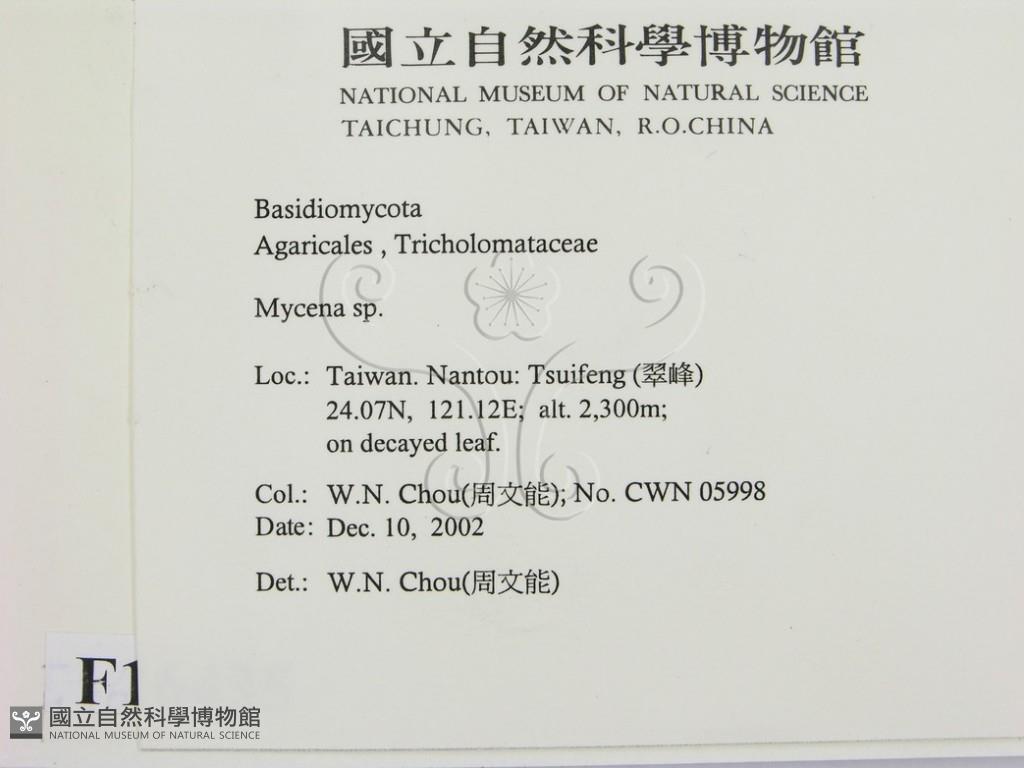 國立自然科學博物館
NATIONAL MUSEUM OF NATURAL SCIENCE
TAICHUNG, TAIWAN, R.O.CHINA
Basidiomycota
Agaricales , Tricholomataceae
Mycena sp.
Loc.: Taiwan. Nantou: Tsuifeng (翠峰)
24.07N, 121.12E; alt. 2,300m;
on decayed leaf.
Col.: W.N. Chou(周文能); No. CWN 05998
Date: Dec. 10, 2002
Det.: W.N. Chou(周文能)
F1
國立自然科學博物館
NATIONAL MUSEUM OF NATURAL SCIENCE